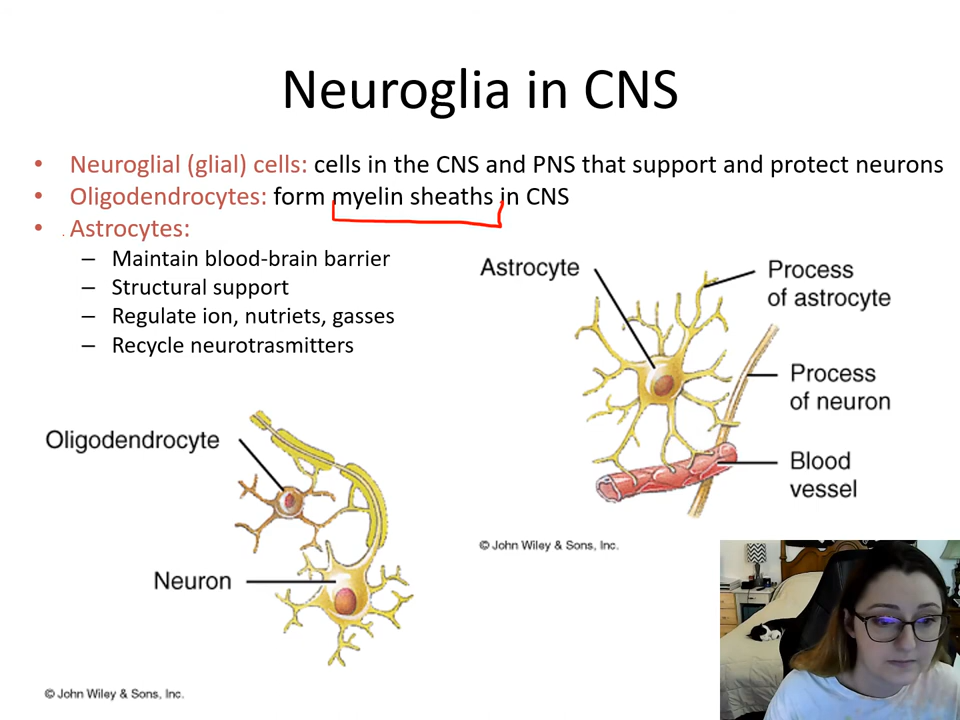 Neuroglia in CNS
• Neuroglial (glial) cells: cells in the CNS and PNS that support and protect neurons
• Oligodendrocytes: form myelin sheaths in CNS
• Astrocytes:
– Maintain blood-brain barrier
– Structural support
– Regulate ion, nutriets, gasses
– Recycle neurotrasmitters
Astrocyte
Process
of astrocyte
Process
of neuron
Blood
vessel
© John Wiley & Sons, Inc.
Oligodendrocyte
Neuron
© John Wiley & Sons, Inc.